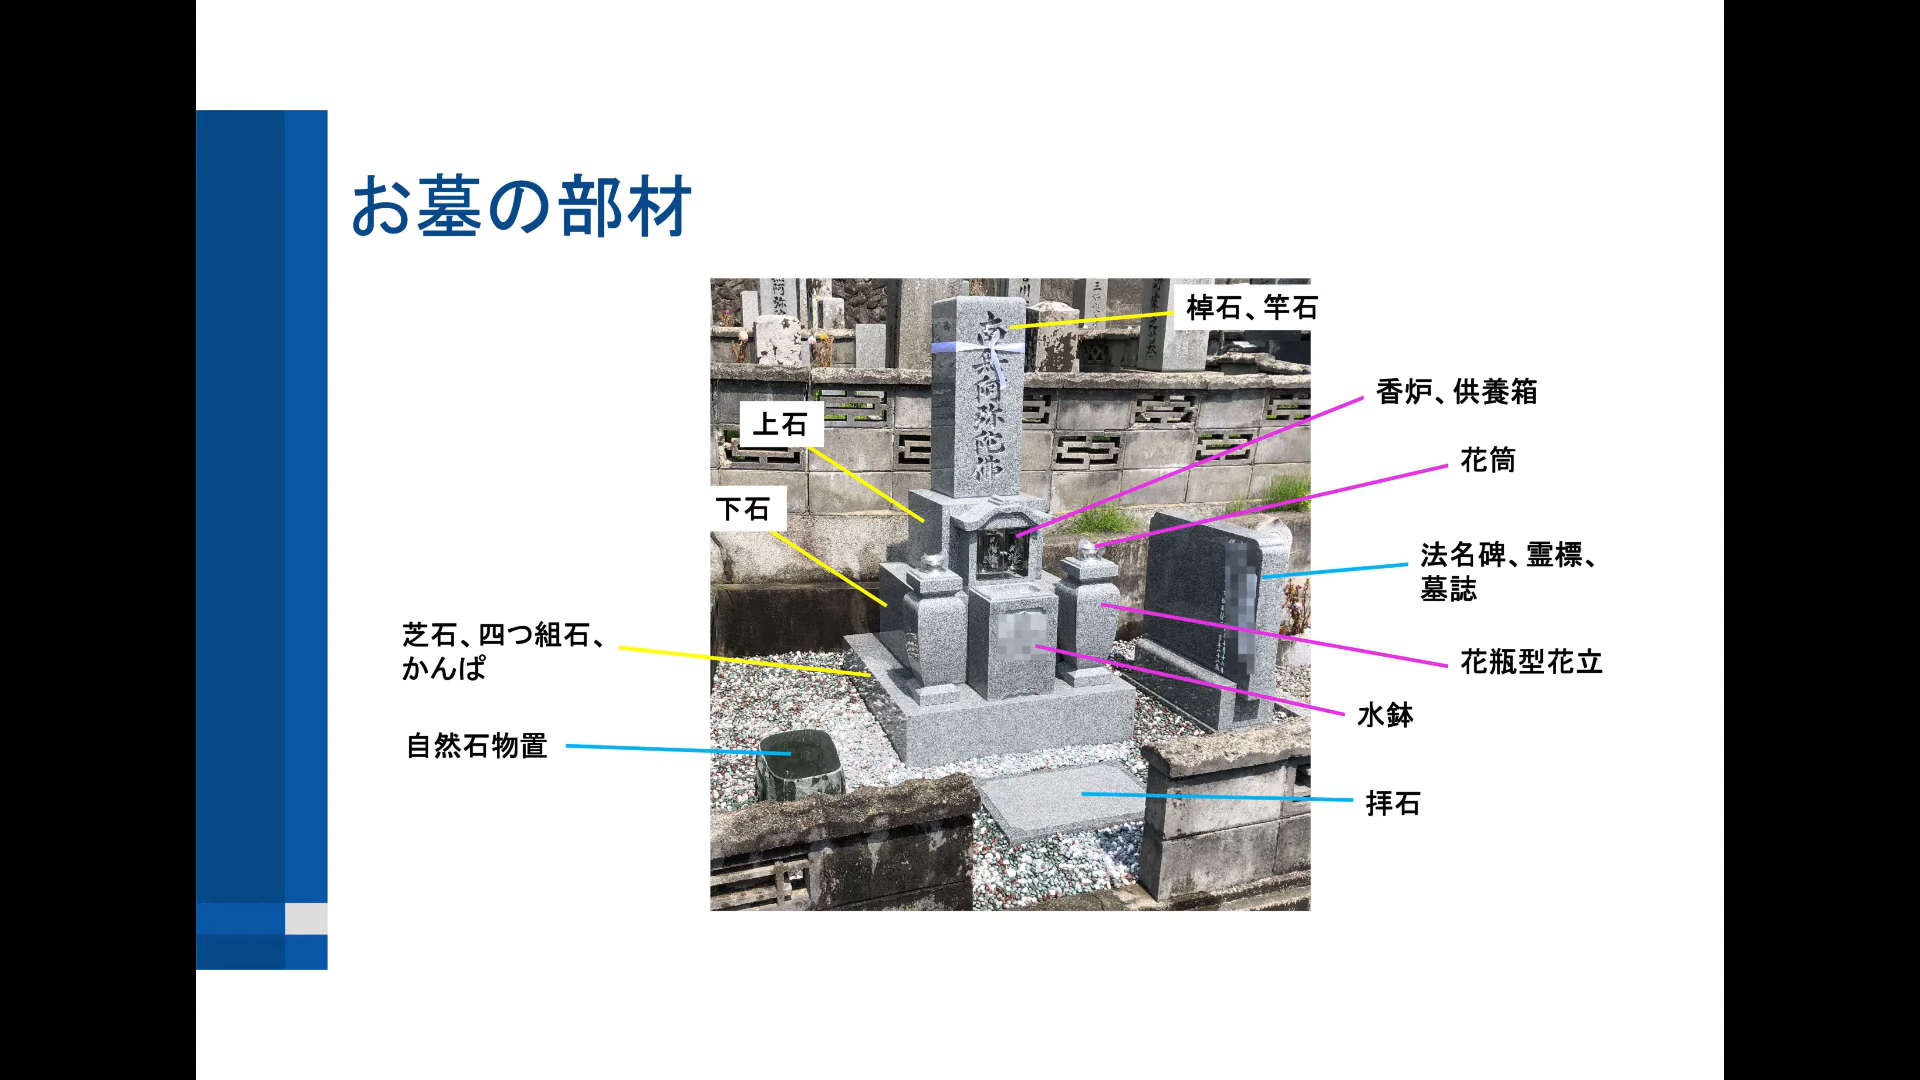 お墓の部材
棹石、竿石
香炉、供養箱
上石
花筒
下石
法名碑、霊標、
墓誌
芝石、四つ組石、
かんぱ
花瓶型花立
水鉢
自然石物置
拝石
南無阿弥陀佛